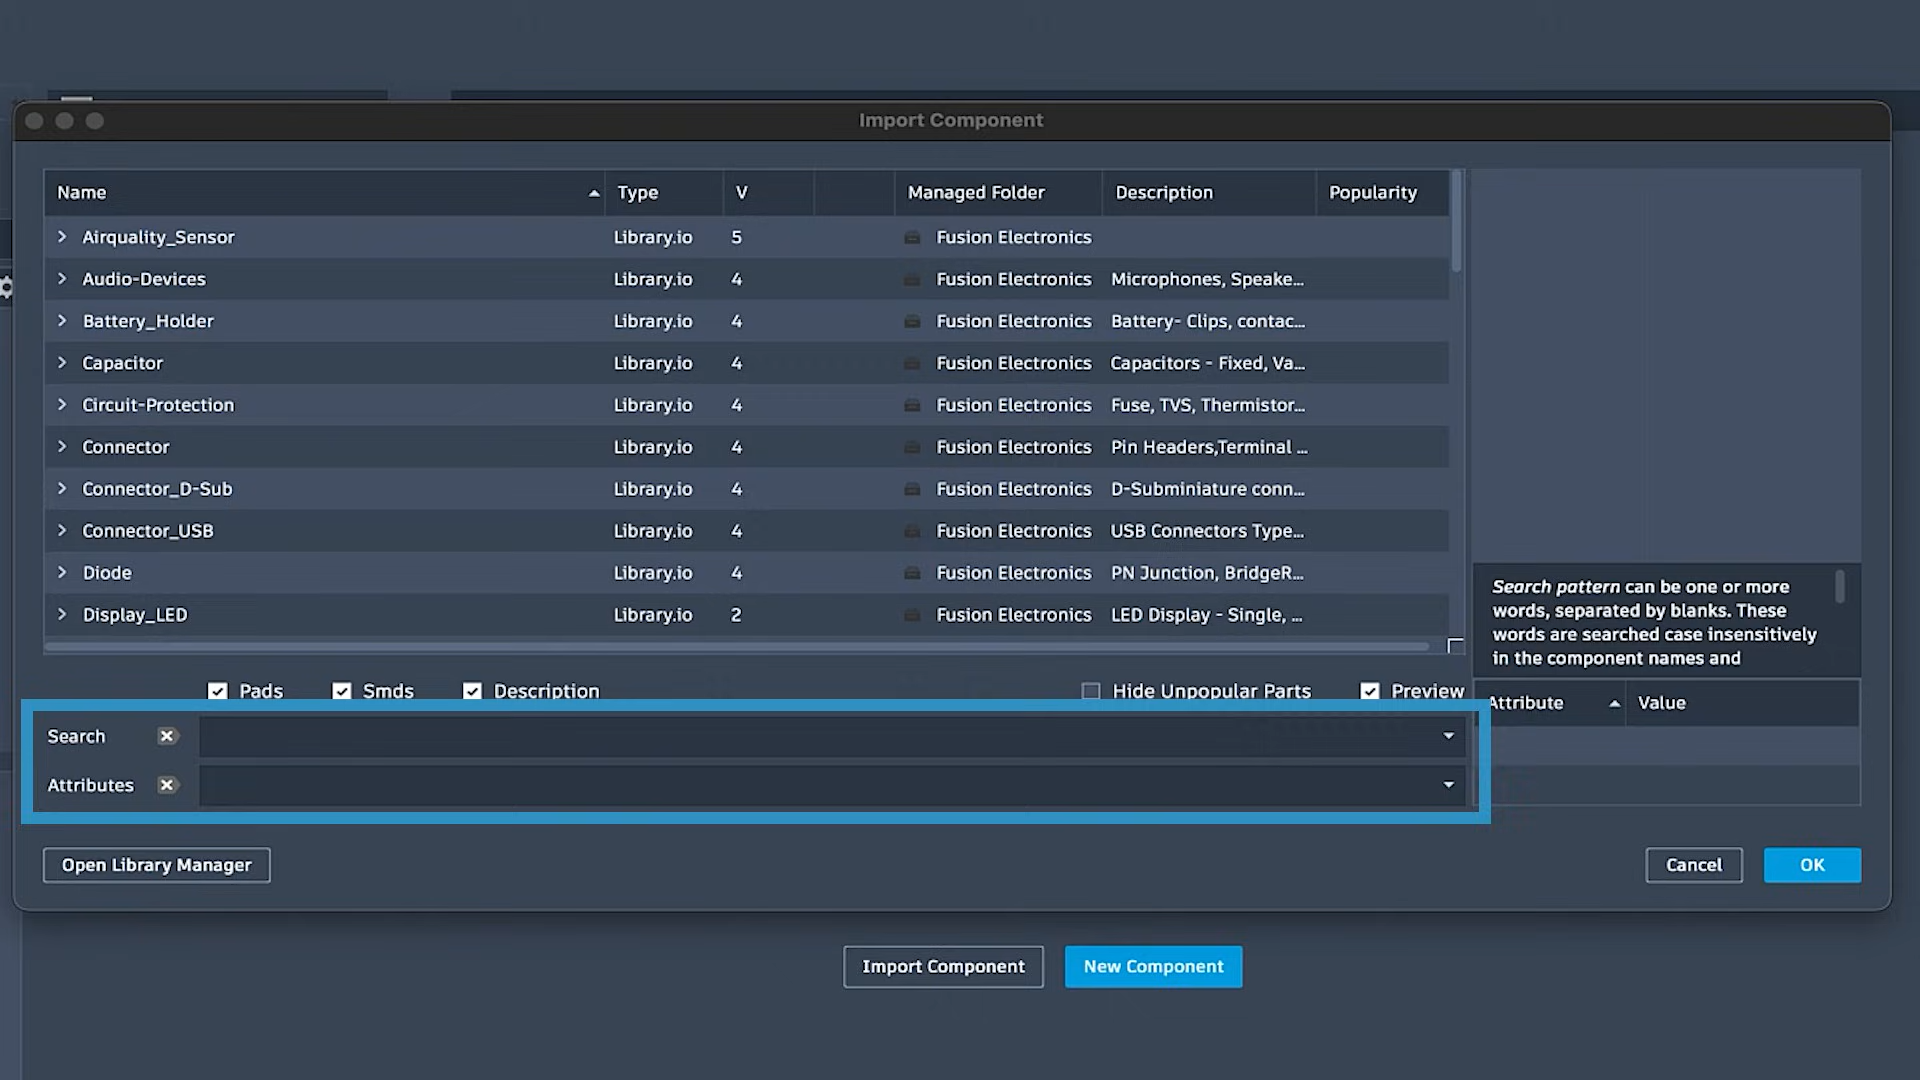 Import Component
Name Type V Managed Folder Description Popularity
Airquality_Sensor Library.io 5 Fusion Electronics
Audio-Devices Library.io 4 Fusion Electronics Microphones, Speake...
Battery_Holder Library.io 4 Fusion Electronics Battery- Clips, contac...
Capacitor Library.io 4 Fusion Electronics Capacitors - Fixed, Va...
Circuit-Protection Library.io 4 Fusion Electronics Fuse, TVS, Thermistor...
Connector Library.io 4 Fusion Electronics Pin Headers,Terminal ...
Connector_D-Sub Library.io 4 Fusion Electronics D-Subminiature conn...
Connector_USB Library.io 4 Fusion Electronics USB Connectors Type...
Diode Library.io 4 Fusion Electronics PN Junction, BridgeR...
Display_LED Library.io 2 Fusion Electronics LED Display - Single, ...
Search pattern can be one or more
words, separated by blanks. These
words are searched case insensitively
in the component names and
Pads Smds Description Hide Unpopular Parts Preview
Attribute Value
Search
Attributes
Open Library Manager Cancel OK
Import Component New Component